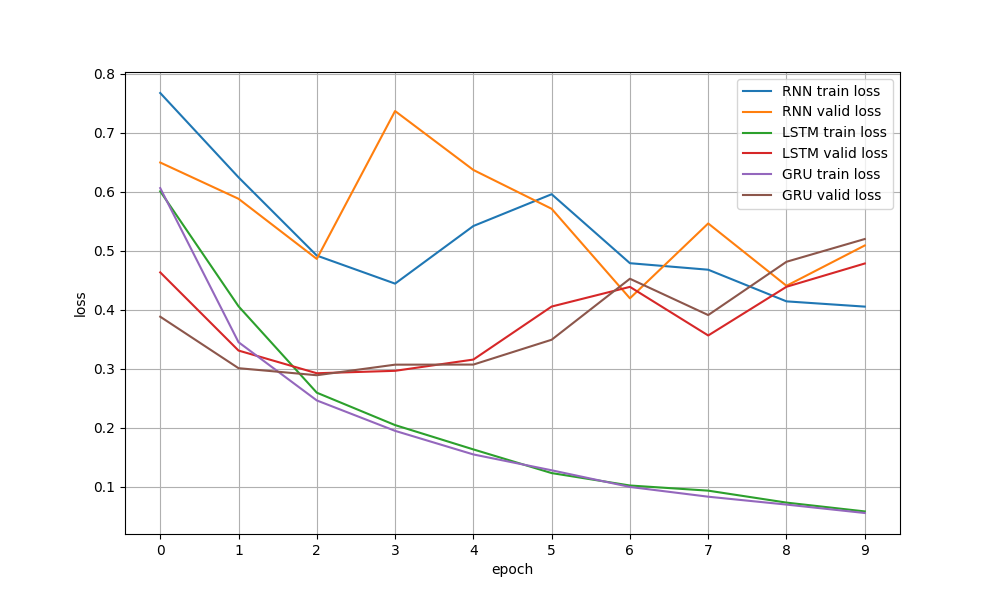 0.8
0.7
0.6
0.5
0.4
0.3
0.2
0.1
loss
RNN train loss
RNN valid loss
LSTM train loss
LSTM valid loss
GRU train loss
GRU valid loss
0 1 2 3 4 5 6 7 8 9
epoch